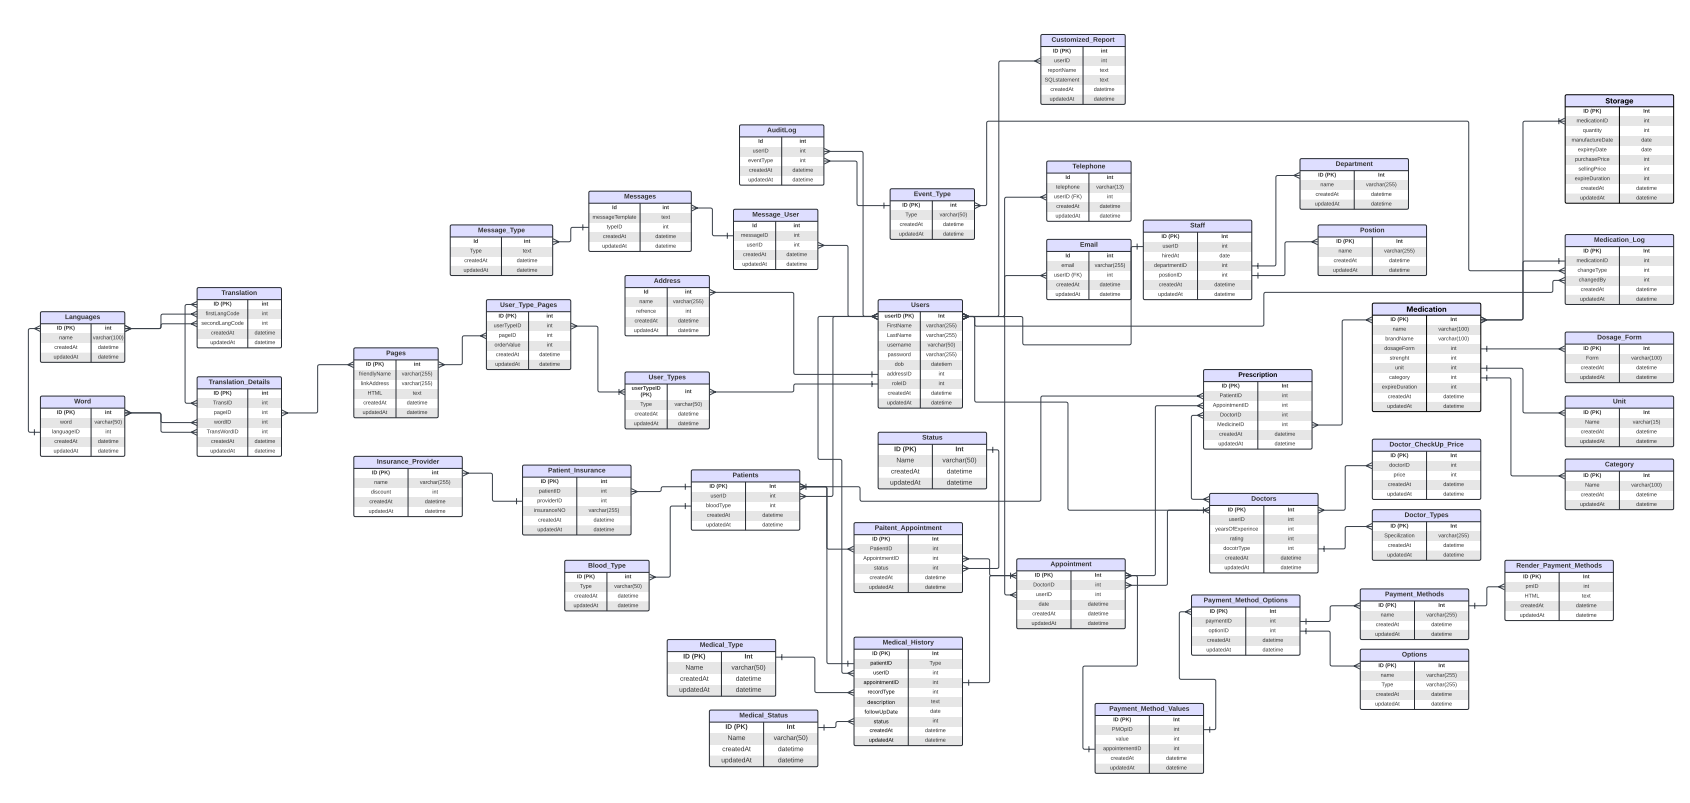 Customized_Report
ID (PK) int
userID int
reportName text
SQLstatement text
createdAt datetime
updatedAt datetime
Storage
ID (PK) Int
medicationID int
quantity int
manufactureDate date
expireyDate date
purchasePrice int
sellingPrice int
expireDuration int
createdAt datetime
updatedAt datetime
AuditLog
Id int
userID int
eventType int
createdAt datetime
updatedAt datetime
Telephone
Id int
telephone varchar(13)
userID (FK) int
createdAt datetime
updatedAt datetime
Department
ID (PK) Int
name varchar(255)
createdAt datetime
updatedAt datetime
Event_Type
ID (PK) int
Type varchar(50)
createdAt datetime
updatedAt datetime
Messages
Id int
messageTemplate text
typeID int
createdAt datetime
updatedAt datetime
Message_User
Id int
messageID int
userID int
createdAt datetime
updatedAt datetime
Message_Type
Id int
Type text
createdAt datetime
updatedAt datetime
Staff
ID (PK) Int
userID int
hiredAt date
departmentID int
postionID int
createdAt datetime
updatedAt datetime
Postion
ID (PK) Int
name varchar(255)
createdAt datetime
updatedAt datetime
Email
Id int
email varchar(255)
userID (FK) int
createdAt datetime
updatedAt datetime
Medication_Log
ID (PK) Int
medicationID int
changeType int
changedBy int
createdAt datetime
updatedAt datetime
Address
Id int
name varchar(255)
refrence int
createdAt datetime
updatedAt datetime
Translation
ID (PK) int
firstLangCode int
secondLangCode int
createdAt datetime
updatedAt datetime
Languages
ID (PK) int
name varchar(100)
createdAt datetime
updatedAt datetime
User_Type_Pages
ID (PK) int
userTypeID int
pageID int
orderValue int
createdAt datetime
updatedAt datetime
Users
userID (PK) Int
FirstName varchar(255)
LastName varchar(255)
username varchar(50)
password varchar(255)
dob datetiem
addressID int
roleID int
createdAt datetime
updatedAt datetime
Medication
ID (PK) Int
name varchar(100)
brandName varchar(100)
dosageForm int
strenght int
unit int
category int
expireDuration int
createdAt datetime
updatedAt datetime
Dosage_Form
ID (PK) Int
Form varchar(100)
createdAt datetime
updatedAt datetime
Pages
ID (PK) int
friendlyName varchar(255)
linkAddress varchar(255)
HTML text
createdAt datetime
updatedAt datetime
Translation_Details
ID (PK) int
TransID int
pageID int
wordID int
TransWordID int
createdAt datetime
updatedAt datetime
Word
ID (PK) int
word varchar(50)
languageID int
createdAt datetime
updatedAt datetime
User_Types
userTypeID (PK) int
Type varchar(50)
createdAt datetime
updatedAt datetime
Prescription
ID (PK) Int
PatientID int
AppointmentID int
DoctorID int
MedicineID int
createdAt datetime
updatedAt datetime
Unit
ID (PK) Int
Name varchar(15)
createdAt datetime
updatedAt datetime
Status
ID (PK) Int
Name varchar(50)
createdAt datetime
updatedAt datetime
Doctor_CheckUp_Price
ID (PK) Int
doctorID int
price int
createdAt datetime
updatedAt datetime
Category
ID (PK) Int
Name varchar(100)
createdAt datetime
updatedAt datetime
Insurance_Provider
ID (PK) int
name varchar(255)
discount int
createdAt datetime
updatedAt datetime
Patient_Insurance
ID (PK) int
patientID int
providerID int
insuranceNO varchar(255)
createdAt datetime
updatedAt datetime
Patients
ID (PK) Int
userID int
bloodType Int
createdAt datetime
updatedAt datetime
Doctors
ID (PK) Int
userID int
yearsOfExperince int
rating int
docotrType int
createdAt datetime
updatedAt datetime
Doctor_Types
ID (PK) Int
Specilization varchar(255)
createdAt datetime
updatedAt datetime
Paitent_Appointment
ID (PK) Int
PatientID int
AppointmentID int
status int
createdAt datetime
updatedAt datetime
Blood_Type
ID (PK) int
Type varchar(50)
createdAt datetime
updatedAt datetime
Appointment
ID (PK) Int
DoctorID int
userID int
date datetime
createdAt datetime
updatedAt datetime
Render_Payment_Methods
ID (PK) Int
pmID int
HTML text
createdAt datetime
updatedAt datetime
Payment_Method_Options
ID (PK) Int
paymentID int
optionID int
createdAt datetime
updatedAt datetime
Payment_Methods
ID (PK) Int
name varchar(255)
createdAt datetime
updatedAt datetime
Medical_Type
ID (PK) Int
Name varchar(50)
createdAt datetime
updatedAt datetime
Medical_History
ID (PK) Int
patientID Type
userID int
appointmentID int
recordType int
description text
followUpDate date
status int
createdAt datetime
updatedAt datetime
Options
ID (PK) Int
name varchar(255)
Type varchar(255)
createdAt datetime
updatedAt datetime
Medical_Status
ID (PK) Int
Name varchar(50)
createdAt datetime
updatedAt datetime
Payment_Method_Values
ID (PK) Int
PMOpID int
value int
appointementID int
createdAt datetime
updatedAt datetime